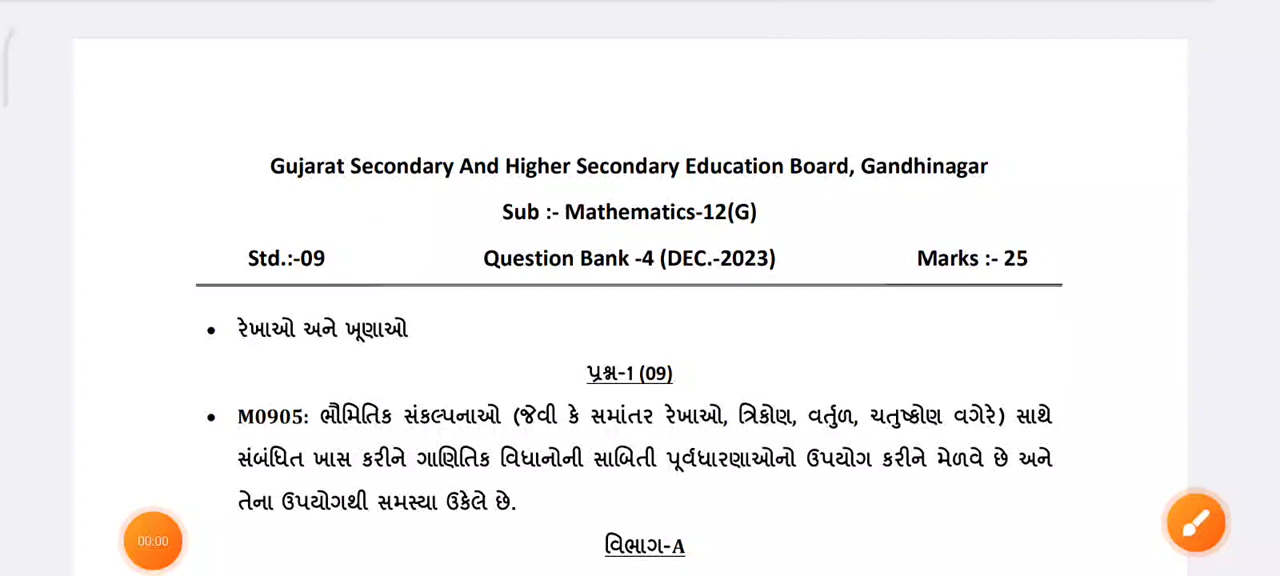 Gujarat Secondary And Higher Secondary Education Board, Gandhinagar
Sub :- Mathematics-12(G)
Std.:-09 Question Bank -4 (DEC.-2023) Marks :- 25
• રેખાઓ અને ખૂણાઓ
પ્રશ્ન-1 (09)
• M0905: ભૌમિતિક સંકલ્પનાઓ (જેવી કે સમાંતર રેખાઓ, ત્રિકોણ, વર્તુળ, ચતુષ્કોણ વગેરે) સાથે
સંબંધિત ખાસ કરીને ગાણિતિક વિધાનોની સાબિતી પૂર્વધારણાઓનો ઉપયોગ કરીને મેળવે છે અને
તેના ઉપયોગથી સમસ્યા ઉકેલે છે.
00:00
વિભાગ-A